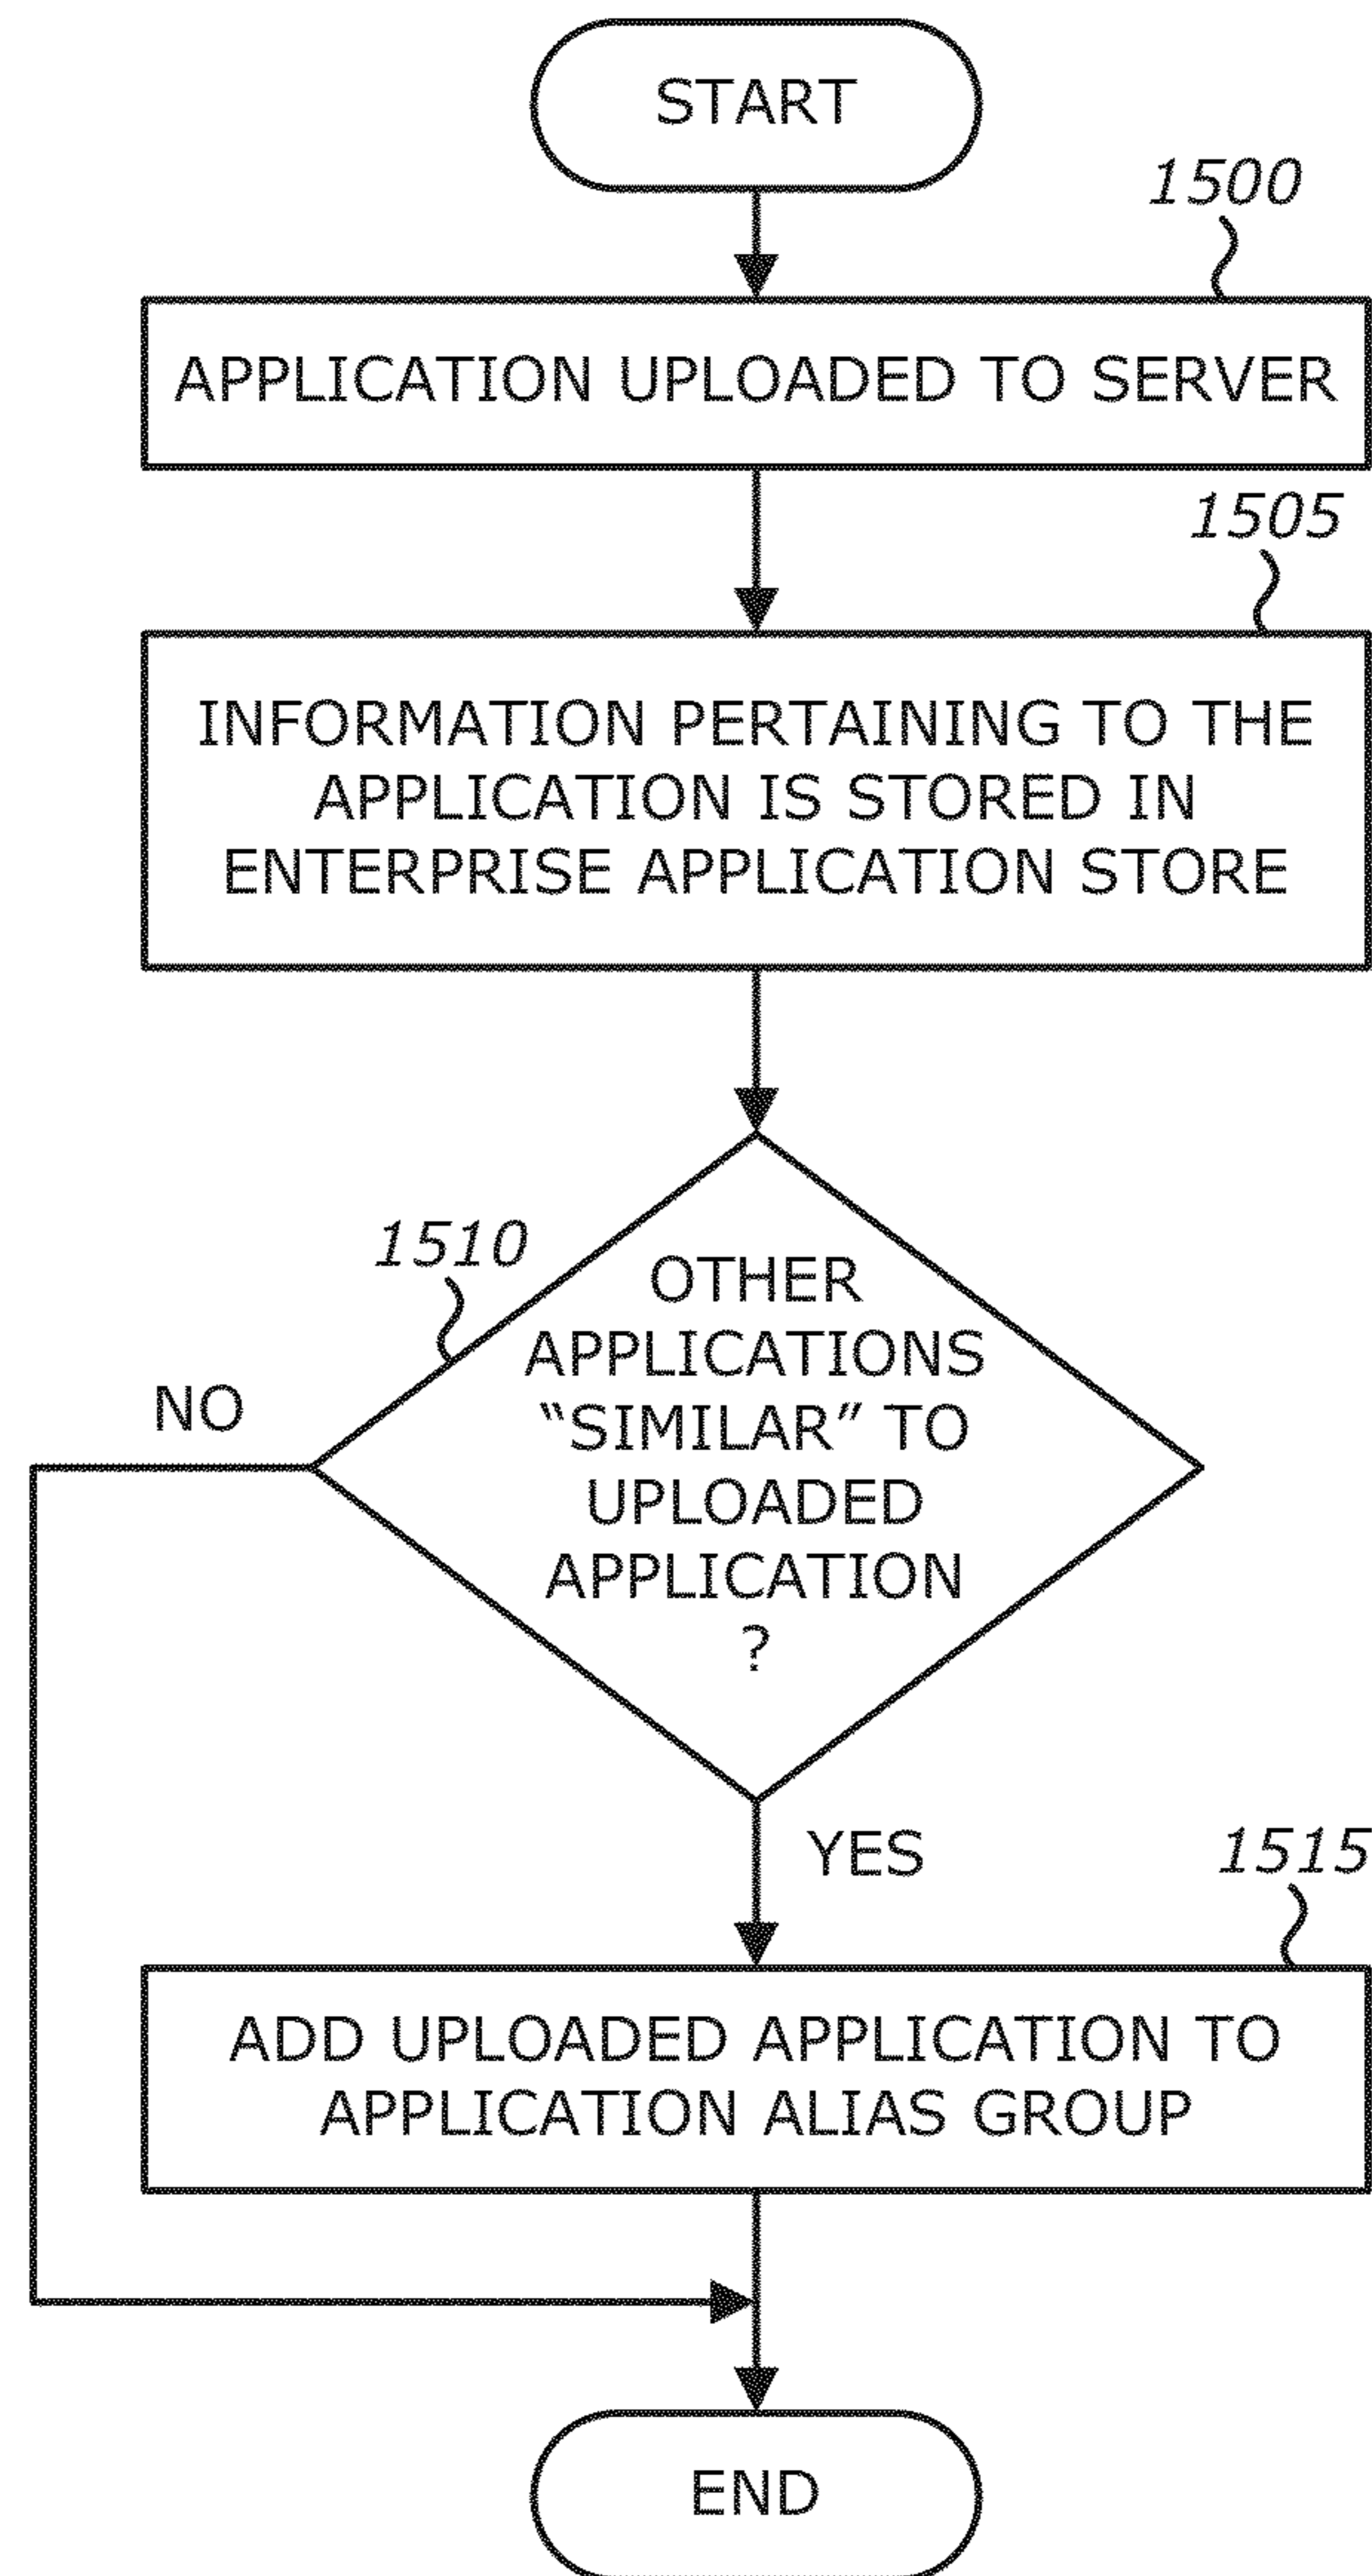 START
1500
APPLICATION UPLOADED TO SERVER
1505
INFORMATION PERTAINING TO THE
APPLICATION IS STORED IN
ENTERPRISE APPLICATION STORE
1510
OTHER
APPLICATIONS
“SIMILAR” TO
UPLOADED
APPLICATION
?
NO
YES
1515
ADD UPLOADED APPLICATION TO
APPLICATION ALIAS GROUP
END